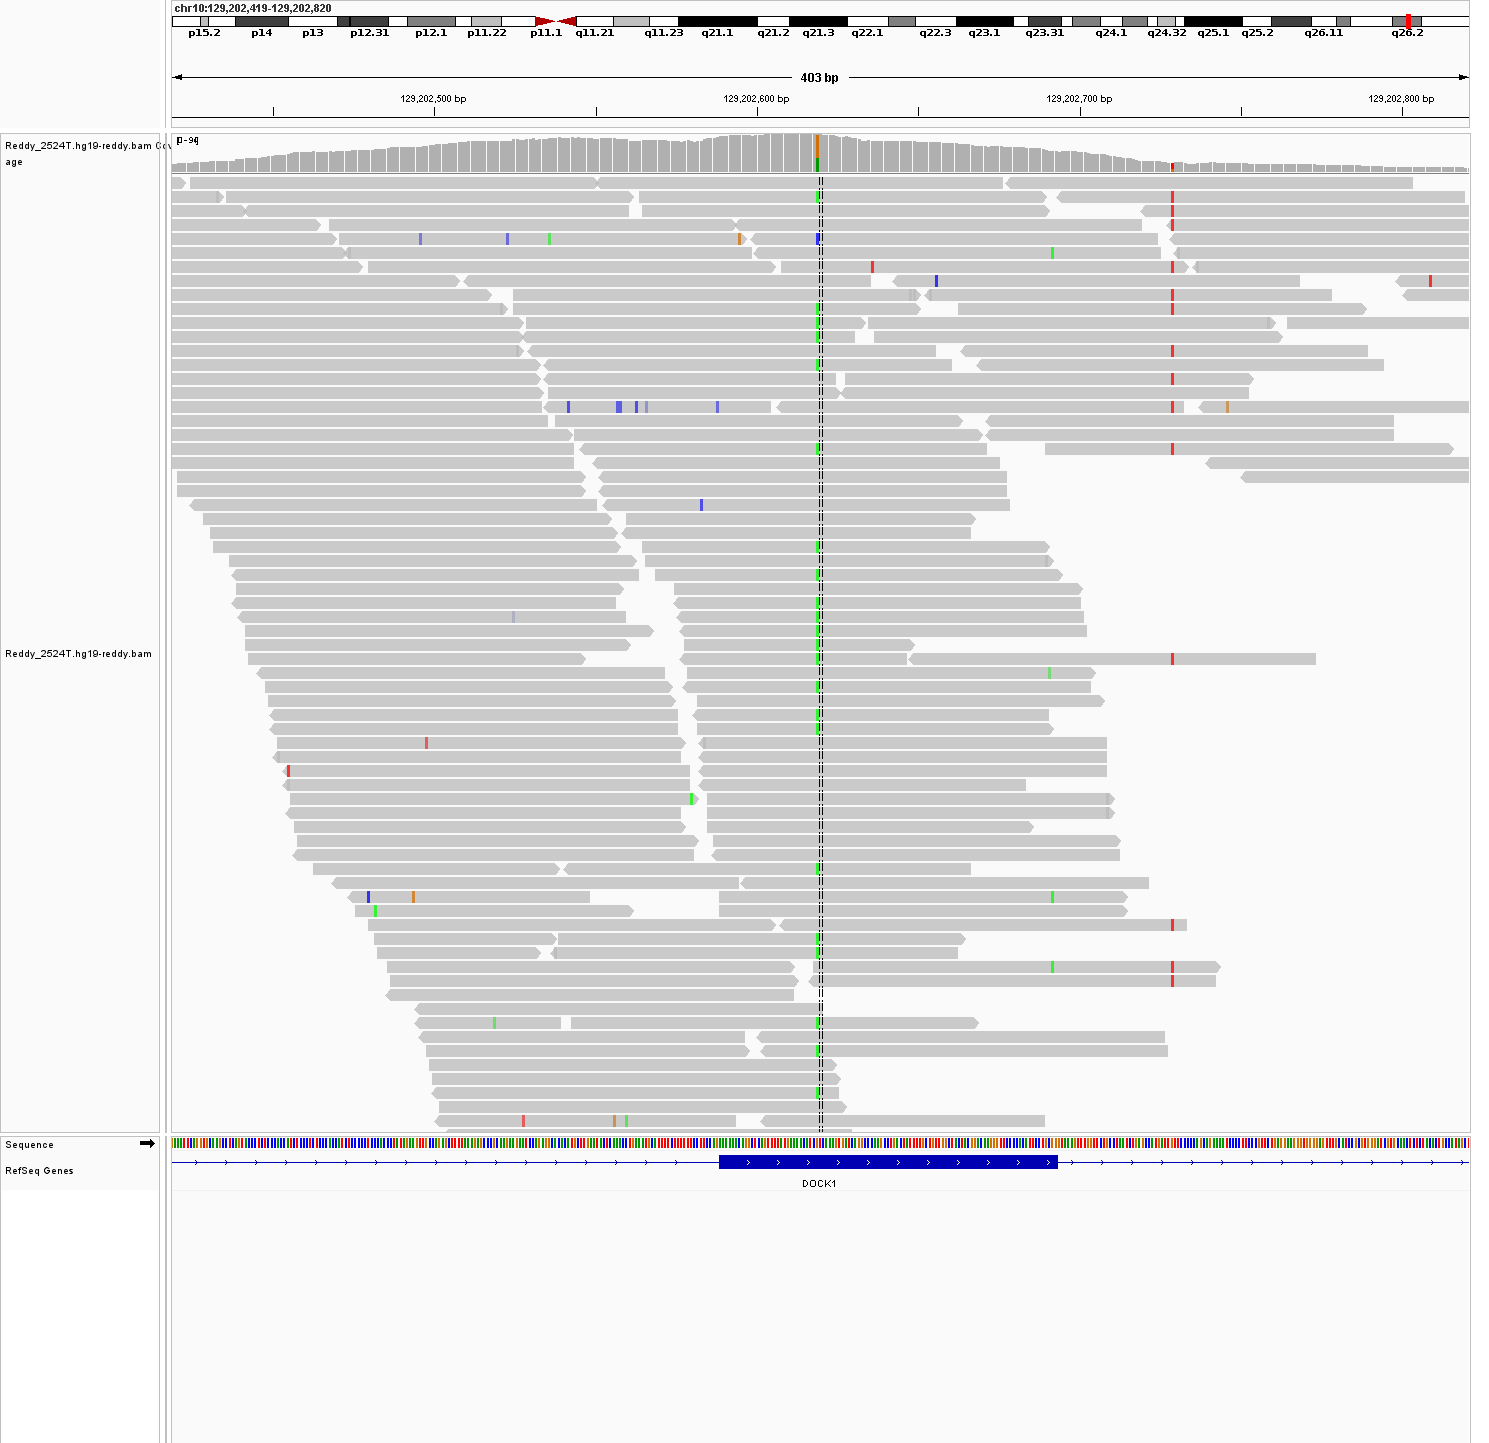 chr10:129,202,419-129,202,820
p15.2 p14 p13 p12.31 p12.1 p11.22 p11.1 q11.21 q11.23 q21.1 q21.2 q21.3 q22.1 q22.3 q23.1 q23.31 q24.1 q24.32 q25.1 q25.2 q26.11 q26.2
403 bp
129,202,500 bp 129,202,600 bp 129,202,700 bp 129,202,800 bp
Reddy_2524T.hg19-reddy.bam Cov
age
[0-94]
Reddy_2524T.hg19-reddy.bam
Sequence
RefSeq Genes
DOCK1